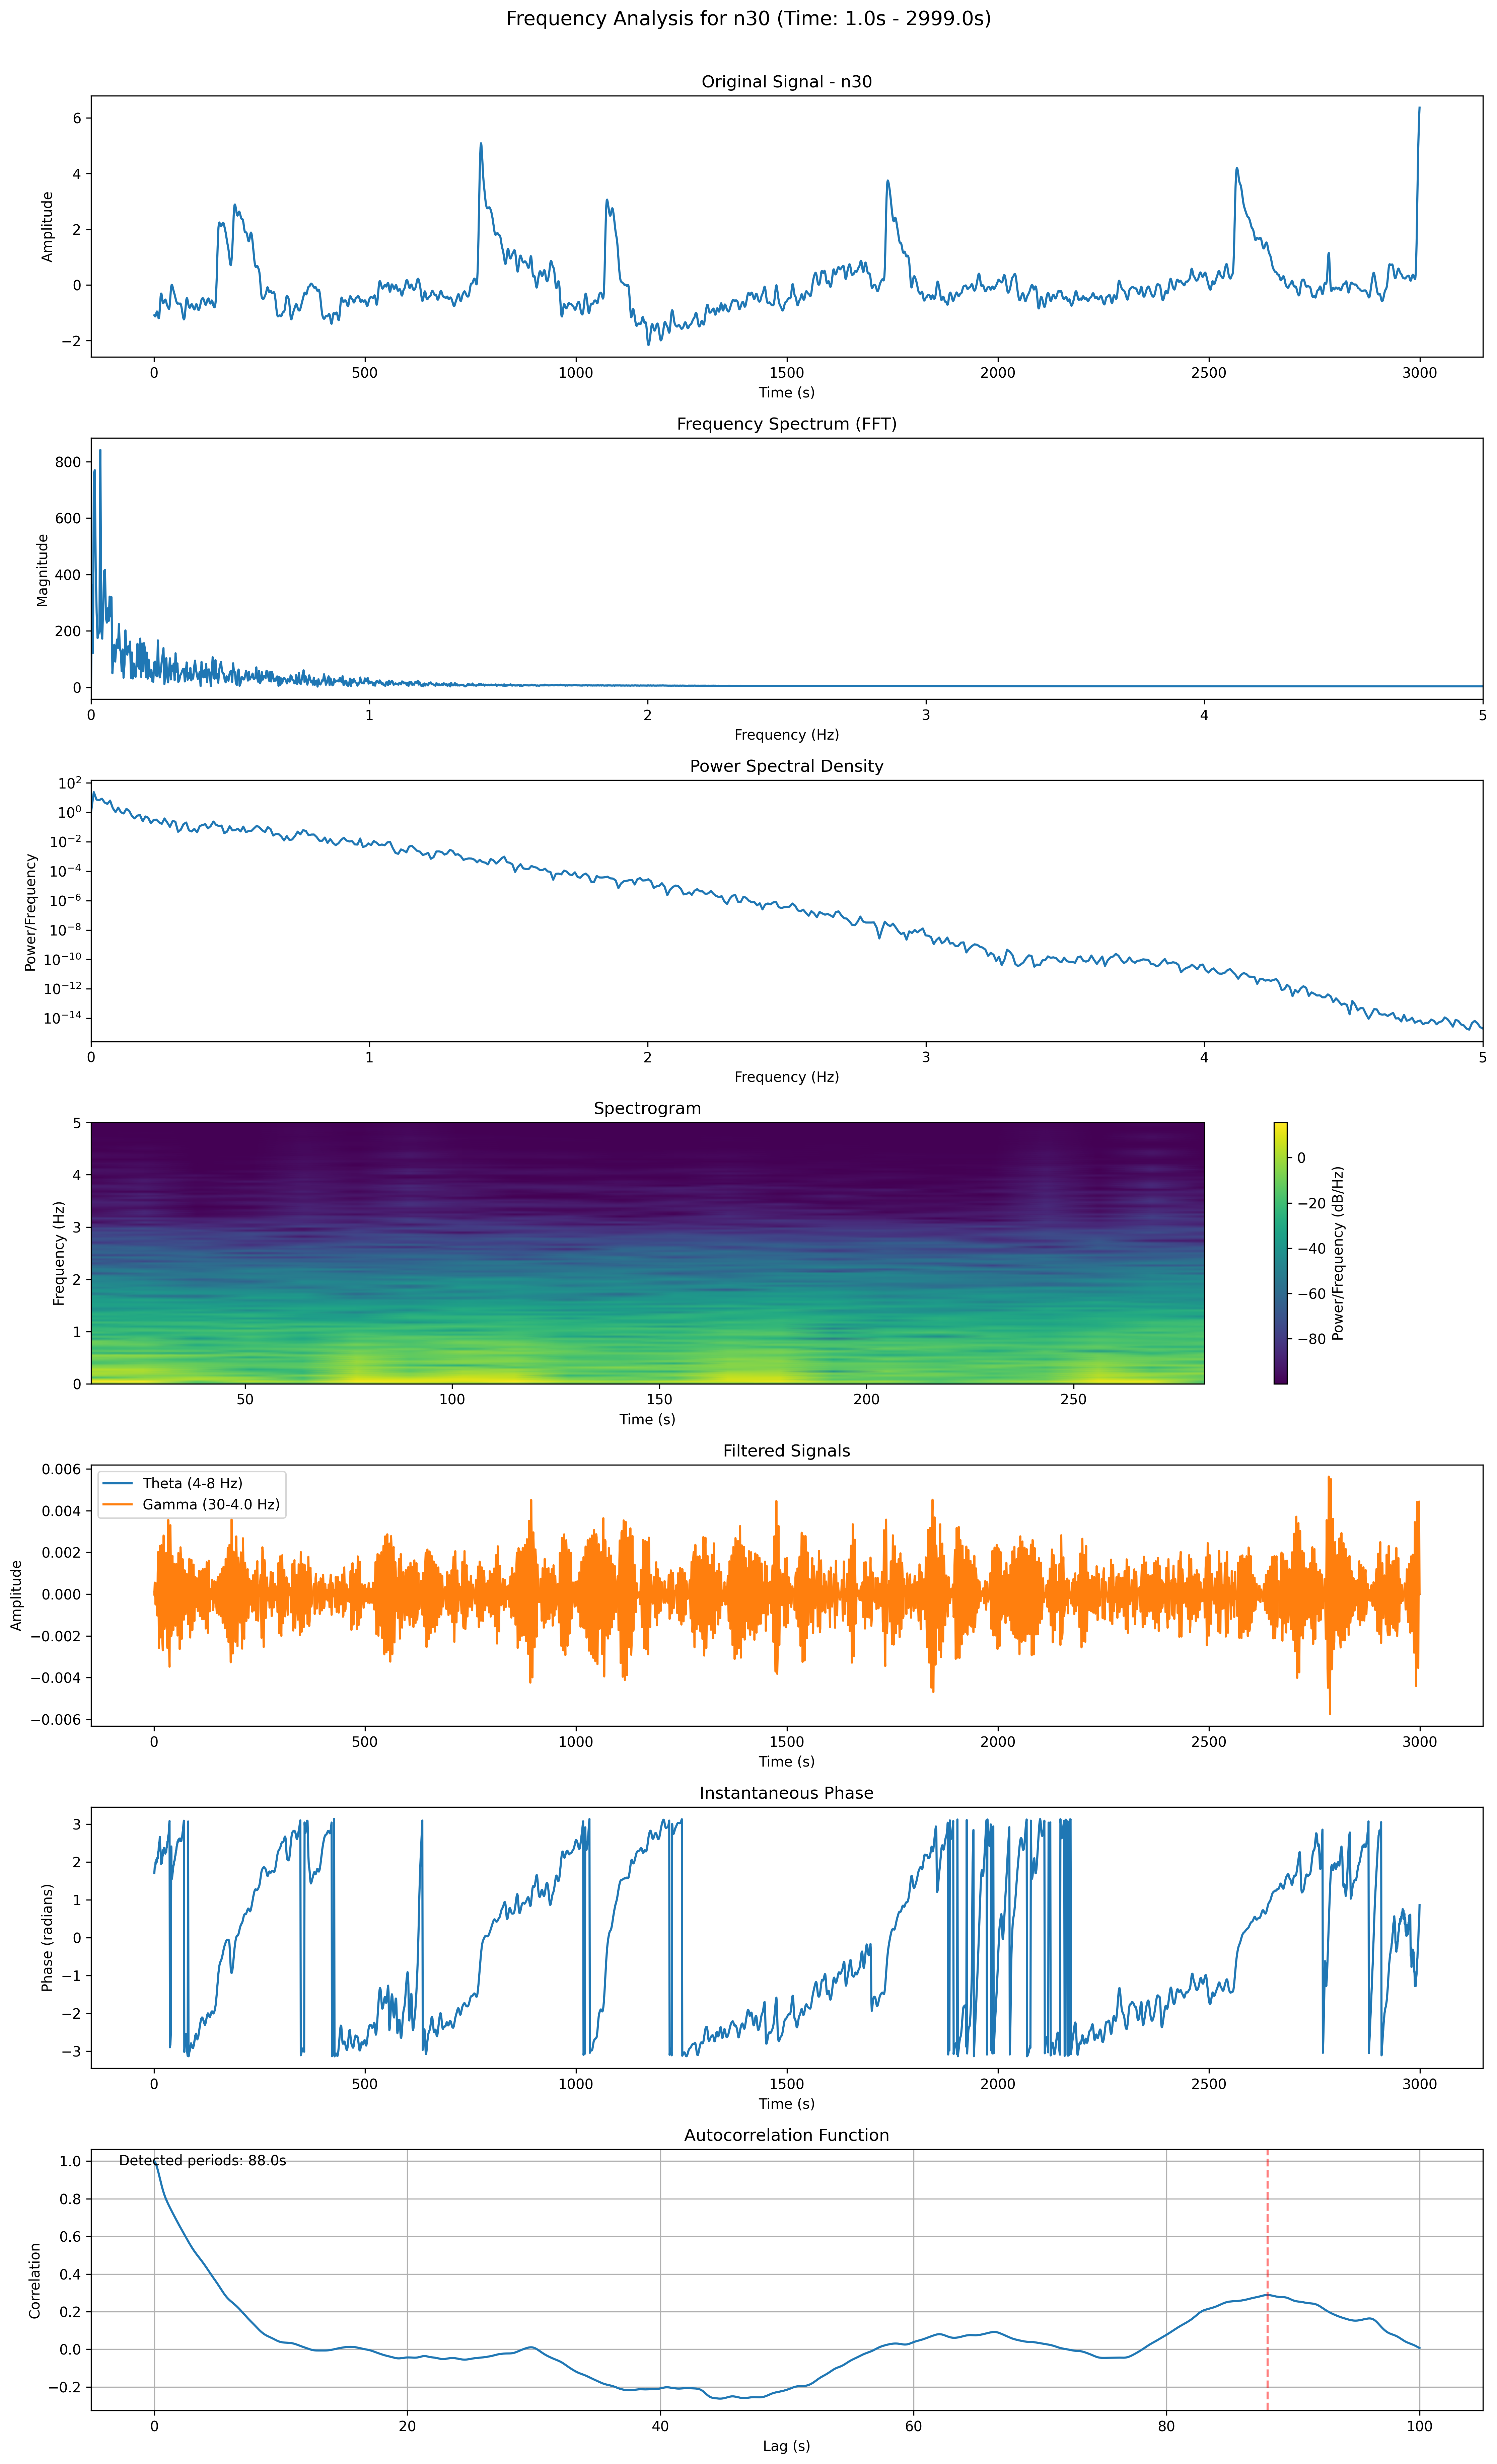 Frequency Analysis for n30 (Time: 1.0s - 2999.0s)
Original Signal - n30
6
4
2
0
−2
Amplitude
0 500 1000 1500 2000 2500 3000
Time (s)
Frequency Spectrum (FFT)
800
600
400
200
0
Magnitude
0 1 2 3 4 5
Frequency (Hz)
Power Spectral Density
10²
10⁰
10⁻²
10⁻⁴
10⁻⁶
10⁻⁸
10⁻¹⁰
10⁻¹²
10⁻¹⁴
Power/Frequency
0 1 2 3 4 5
Frequency (Hz)
Spectrogram
5
4
3
2
1
0
Frequency (Hz)
50 100 150 200 250
Time (s)
0
−20
−40
−60
−80
Power/Frequency (dB/Hz)
Filtered Signals
Theta (4-8 Hz)
Gamma (30-4.0 Hz)
0.006
0.004
0.002
0.000
−0.002
−0.004
−0.006
Amplitude
0 500 1000 1500 2000 2500 3000
Time (s)
Instantaneous Phase
3
2
1
0
−1
−2
−3
Phase (radians)
0 500 1000 1500 2000 2500 3000
Time (s)
Autocorrelation Function
Detected periods: 88.0s
1.0
0.8
0.6
0.4
0.2
0.0
−0.2
Correlation
0 20 40 60 80 100
Lag (s)